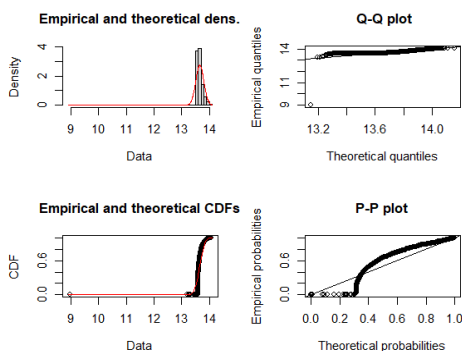 Empirical and theoretical dens.
Density
0 2 4
9 10 11 12 13 14
Data
Q-Q plot
Empirical quantiles
9 11 14
13.2 13.6 14.0
Theoretical quantiles
Empirical and theoretical CDFs
CDF
0.0 0.6
9 10 11 12 13 14
Data
P-P plot
Empirical probabilities
0.0 0.6
0.0 0.2 0.4 0.6 0.8 1.0
Theoretical probabilities